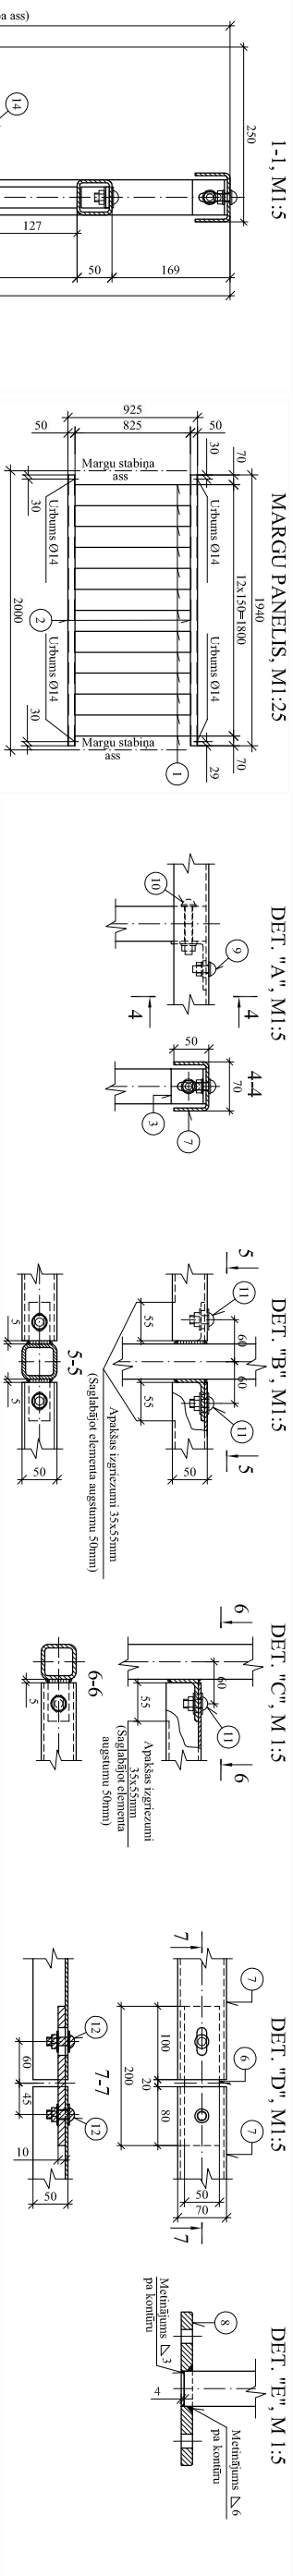 1-1, M1:5
a ass)
14
250
127
50
169
MARGU PANELIS, M1:25
1940
70
12x150=1800
70
30
29
925
50
825
50
Margu stabiņa
ass
Urbums Ø14
Urbums Ø14
Urbums Ø14
Urbums Ø14
30
30
2000
Margu stabiņa
ass
1
2
DET. "A", M1:5
10
9
4
4
4-4
50
70
3
7
DET. "B", M1:5
5
5
11
11
60
60
55
55
50
5-5
5
5
50
Apakšas izgriezumi 35x55mm
(Saglabājot elementa augstumu 50mm)
DET. "C", M 1:5
6
6
60
11
55
6-6
5
Apakšas izgriezumi
35x55mm
(Saglabājot elementa
augstumu 50mm)
DET. "D", M1:5
7
7
7
6
7
100
20
80
200
50
70
7-7
12
12
60
45
10
50
DET. "E", M 1:5
8
Metinājums 3
pa kontūru
4
Metinājums 6
pa kontūru